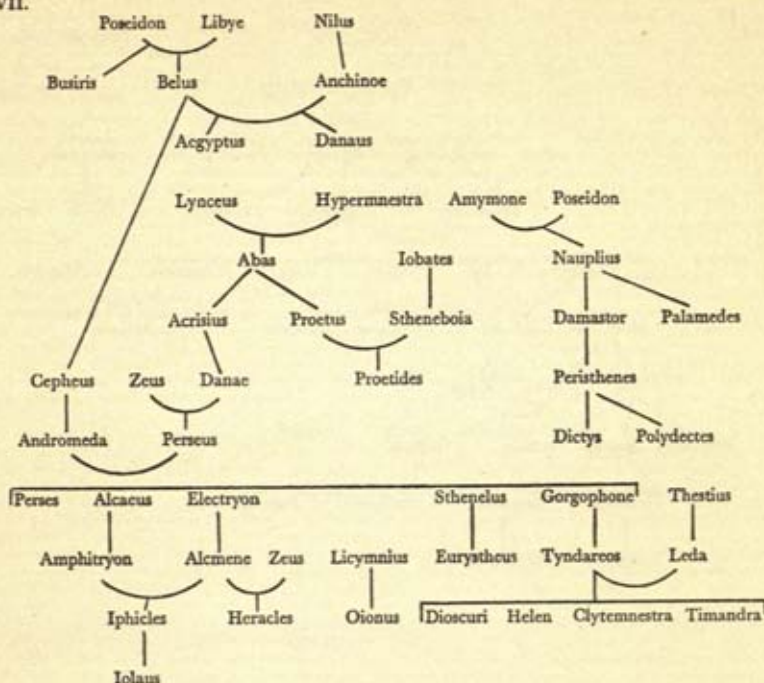 VII.
Poseidon Libye Nilus
Busiris Belus Anchinoe
Aegyptus Danaus
Lynceus Hypermnestra Amymone Poseidon
Abas Iobates Nauplius
Acrisius Proetus Stheneboia Damastor Palamedes
Cepheus Zeus Danae Proetides Peristhenes
Andromeda Perseus Dictys Polydectes
Perses Alcaeus Electryon Sthenelus Gorgophone Thestius
Amphitryon Alcmene Zeus Licymnius Eurystheus Tyndareos Leda
Iphicles Heracles Oionus Dioscuri Helen Clytemnestra Timandra
Iolaus